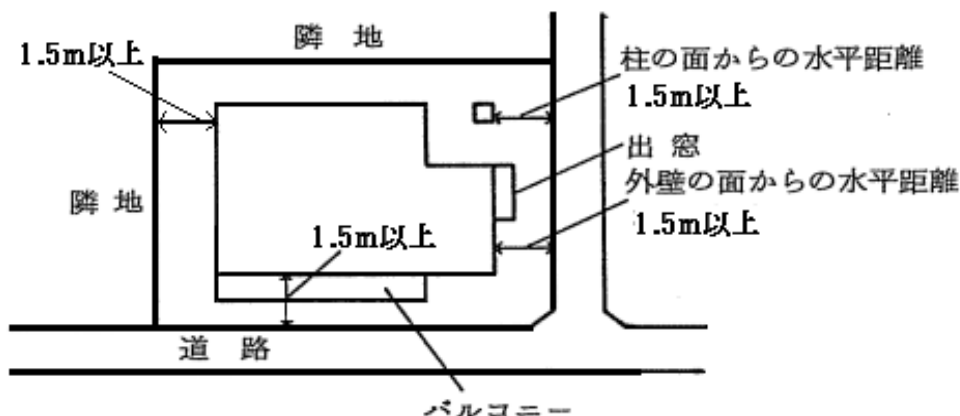 隣 地
1.5m以上
柱の面からの水平距離
1.5m以上
出 窓
外壁の面からの水平距離
1.5m以上
隣 地
1.5m以上
道 路
バルコニー